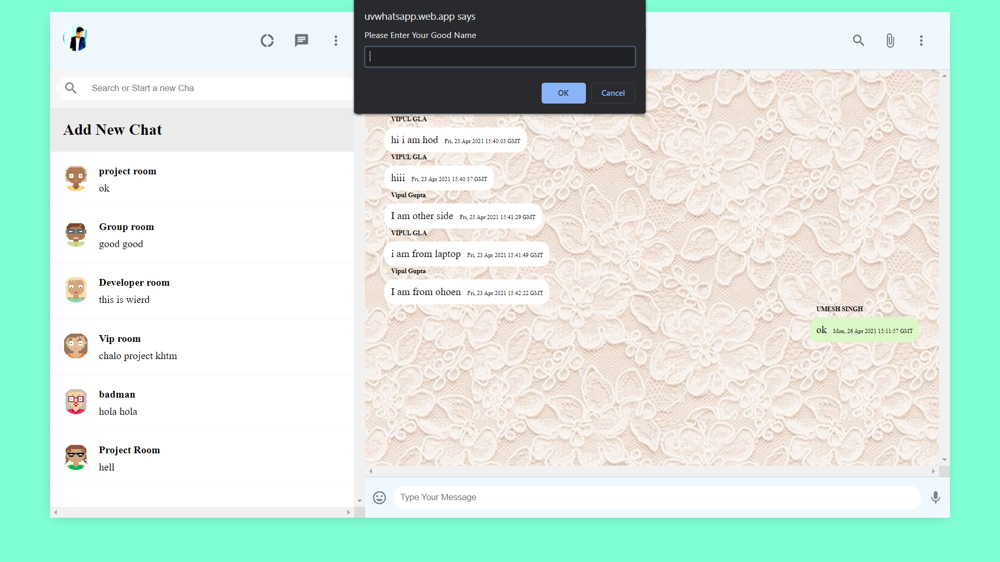 uvwhatsapp.web.app says
Please Enter Your Good Name
OK
Cancel
Search or Start a new Cha
Add New Chat
project room
ok
Group room
good good
Developer room
this is wierd
Vip room
chalo project khtm
badman
hola hola
Project Room
hell
VIPUL GLA
hi i am hod Fri, 23 Apr 2021 15:40:03 GMT
VIPUL GLA
hiii Fri, 23 Apr 2021 15:40:37 GMT
Vipul Gupta
I am other side Fri, 23 Apr 2021 15:41:29 GMT
VIPUL GLA
i am from laptop Fri, 23 Apr 2021 15:41:49 GMT
Vipul Gupta
I am from ohoen Fri, 23 Apr 2021 15:42:22 GMT
UMESH SINGH
ok Mon, 26 Apr 2021 15:11:57 GMT
Type Your Message